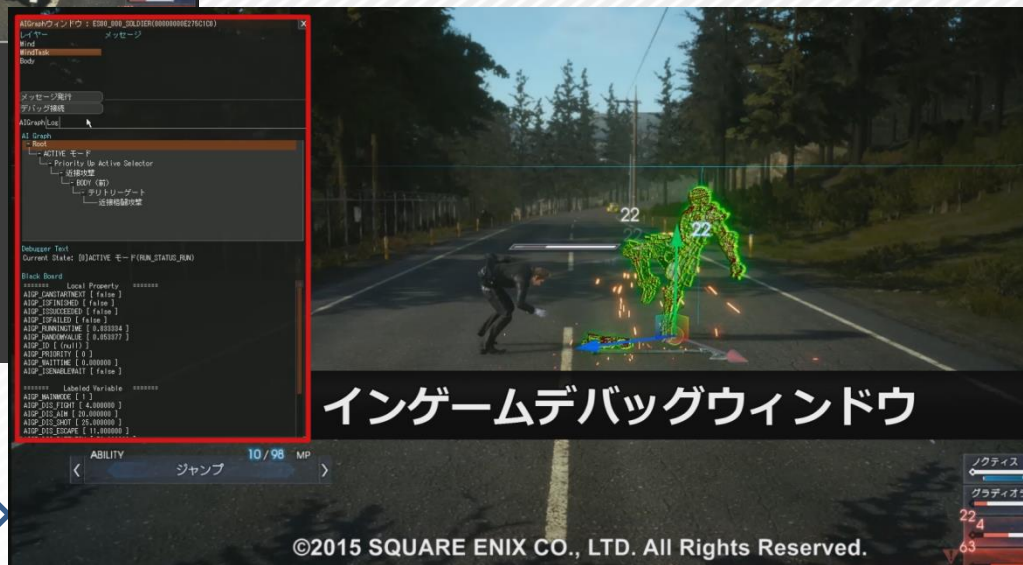 AIGraphウィンドウ : ES00_000_SOLDIER(00000000E275C1C0)
レイヤー メッセージ
Mind
MindTask
Body
メッセージ発行
デバッグ接続
AIGraph Log
AI Graph
- Root
- ACTIVE モード
- Priority Up Active Selector
- 近接攻撃
- BODY (前)
- テリトリーゲート
近接格闘攻撃
Debugger Text
Current State: [0]ACTIVE モード(RUN_STATUS_RUN)
Black Board
======= Local Property =======
AIGP_CANSTARTNEXT [ false ]
AIGP_ISFINISHED [ false ]
AIGP_ISSUCCEEDED [ false ]
AIGP_ISFAILED [ false ]
AIGP_RUNNINGTIME [ 0.833334 ]
AIGP_RANDOMVALUE [ 0.053077 ]
AIGP_ID [ (null) ]
AIGP_PRIORITY [ 0 ]
AIGP_WAITTIME [ 0.000000 ]
AIGP_ISENABLEWAIT [ false ]
======= Labeled Variable =======
AIGP_MAINMODE [ 1 ]
AIGP_DIS_FIGHT [ 4.000000 ]
AIGP_DIS_AIM [ 20.000000 ]
AIGP_DIS_SHOT [ 25.000000 ]
AIGP_DIS_ESCAPE [ 11.000000 ]
22
22
インゲームデバッグウィンドウ
ABILITY 10/98 MP
ジャンプ
ノクティス
グラディオラ
22
4
63
©2015 SQUARE ENIX CO., LTD. All Rights Reserved.